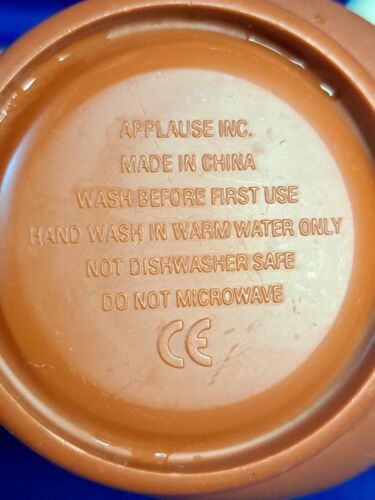 APPLAUSE INC.
MADE IN CHINA
WASH BEFORE FIRST USE
HAND WASH IN WARM WATER ONLY
NOT DISHWASHER SAFE
DO NOT MICROWAVE
CE